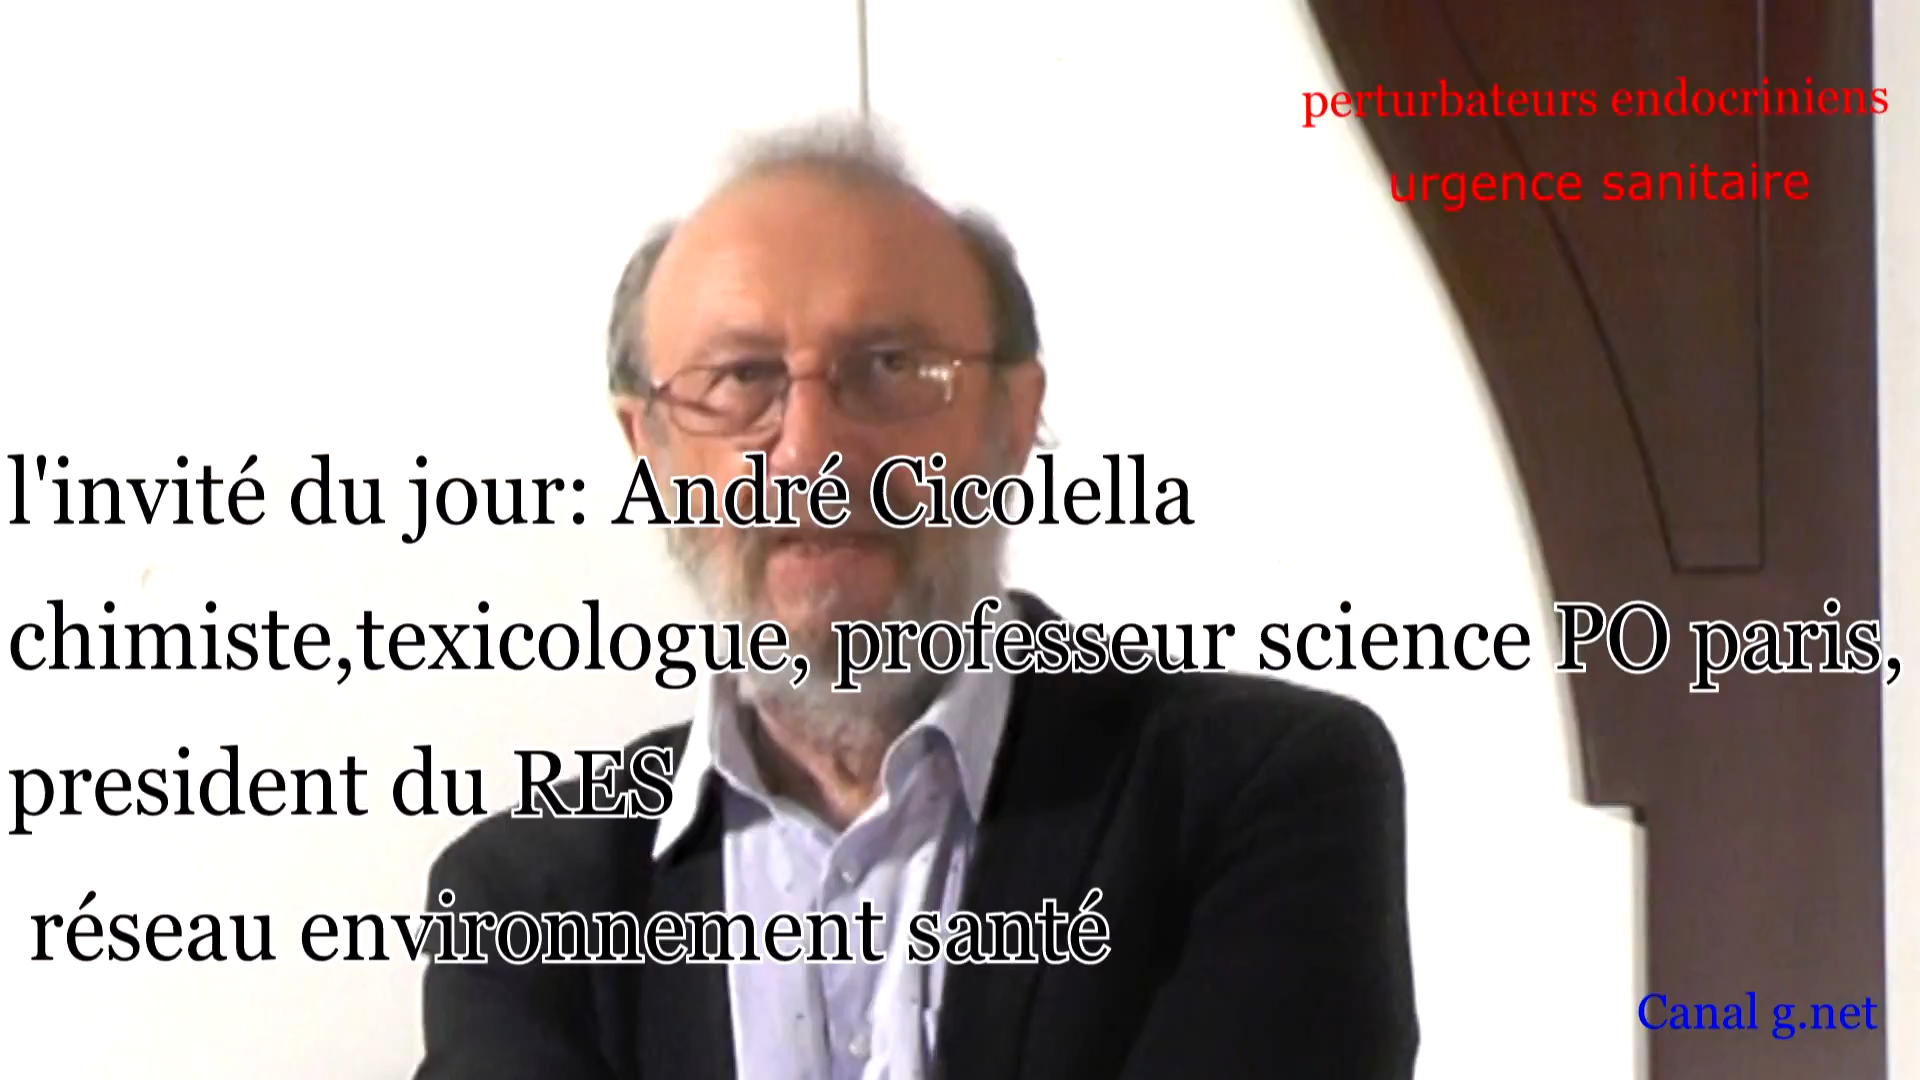 perturbateurs endocriniens
urgence sanitaire
l'invité du jour: André Cicolella
chimiste,texicologue, professeur science PO paris,
president du RES
réseau environnement santé
Canal g.net